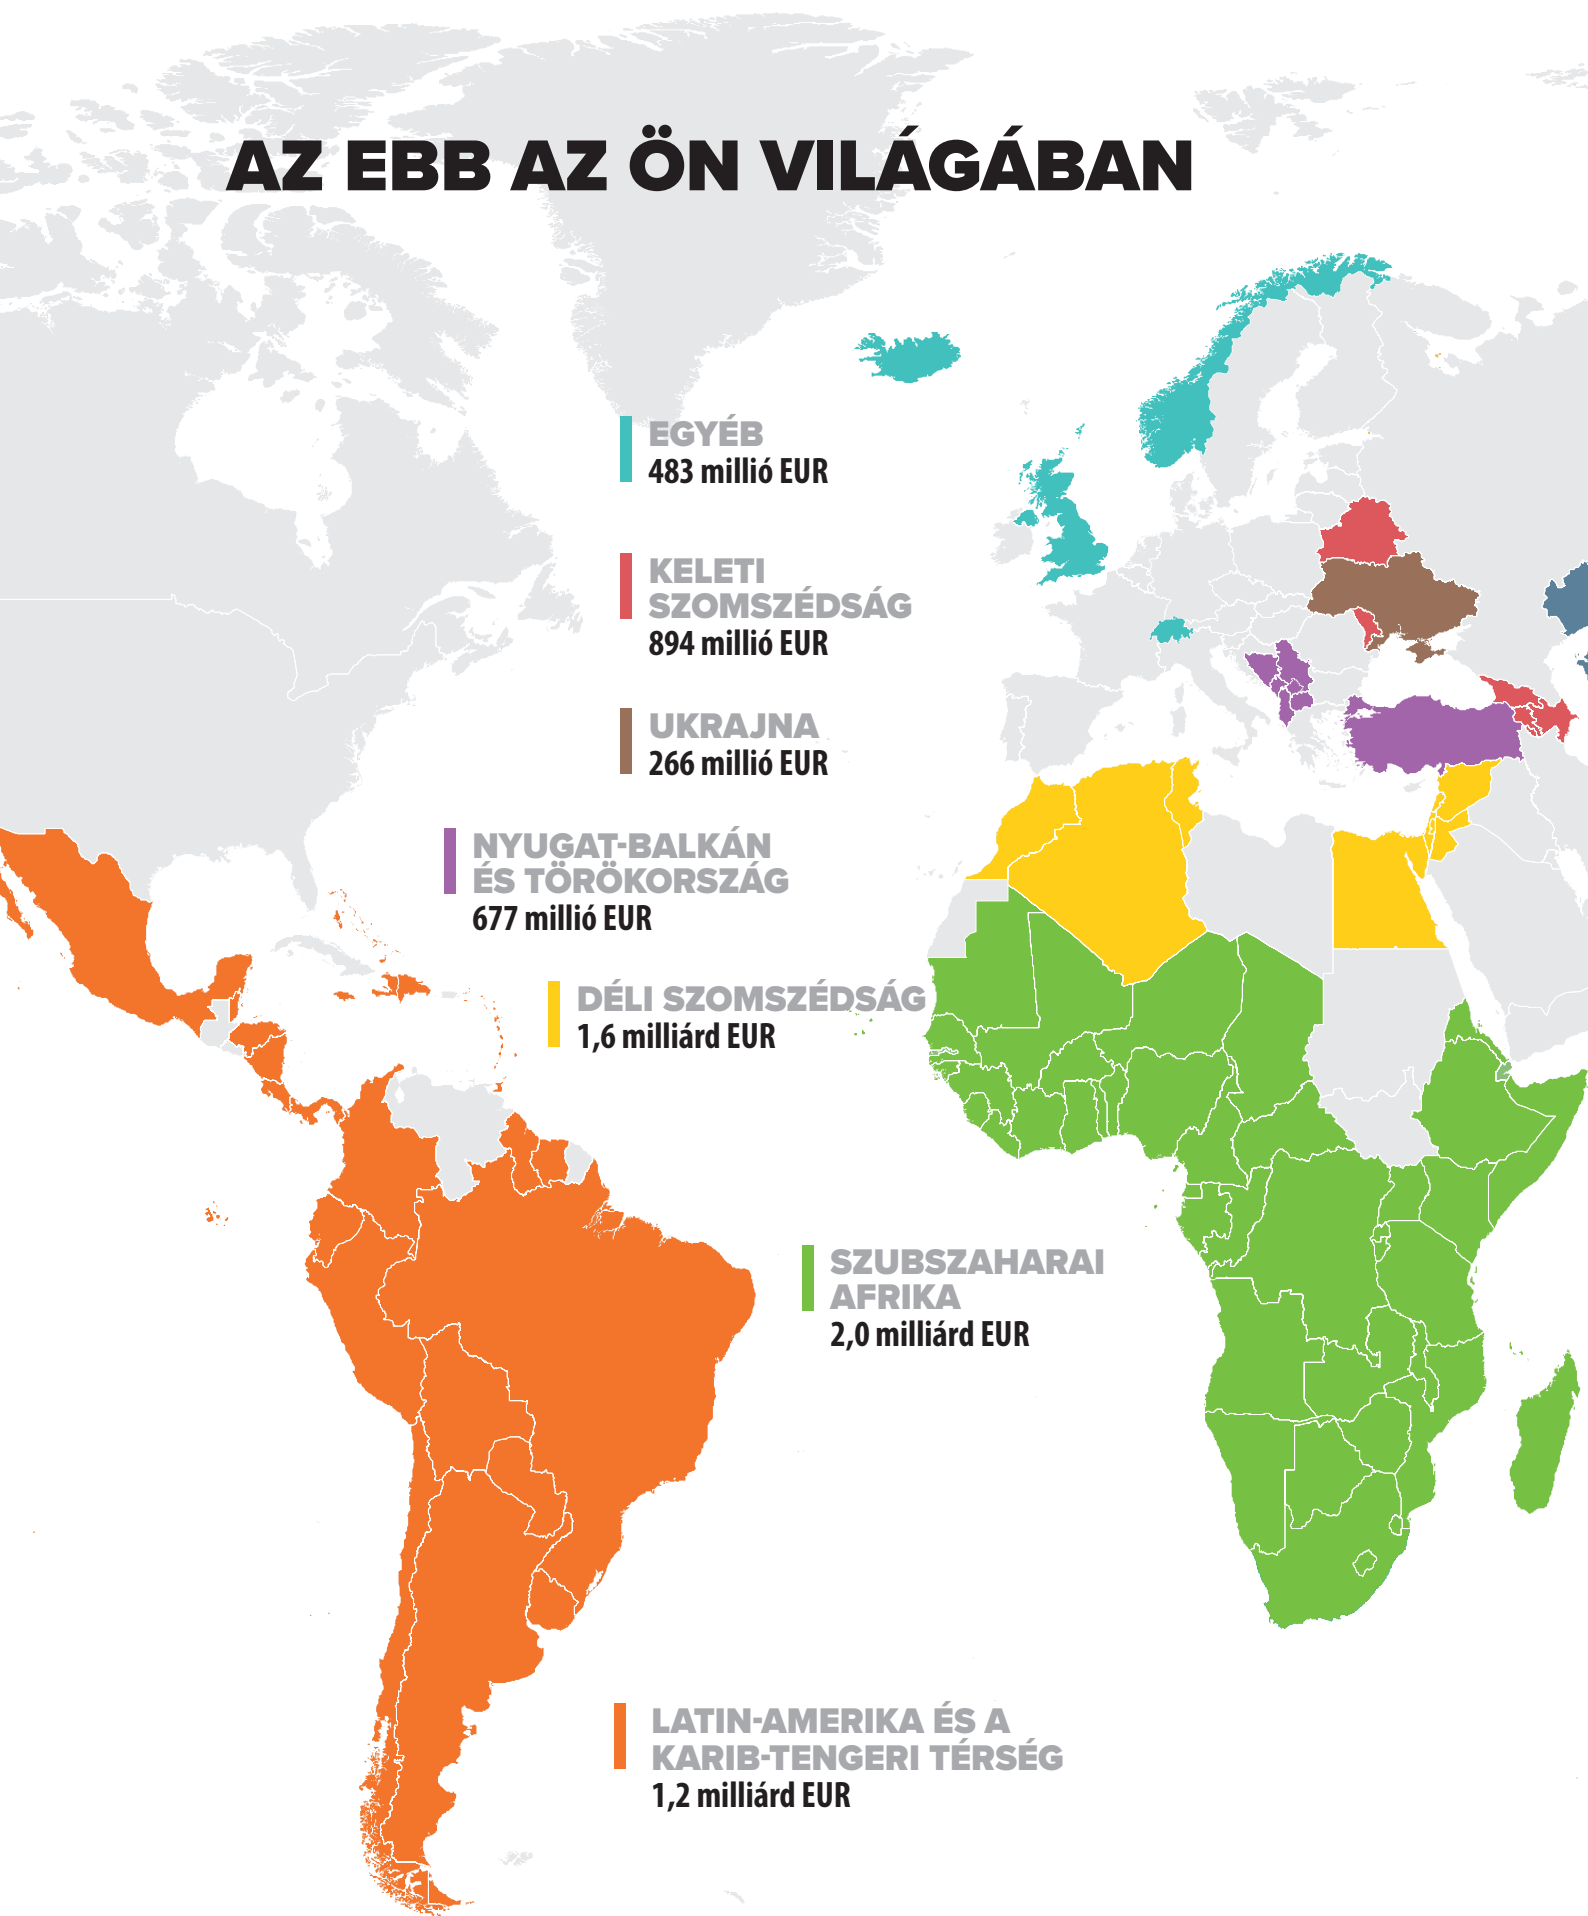 AZ EBB AZ ÖN VILÁGÁBAN
EGYÉB
483 millió EUR
KELETI
SZOMSZÉDSÁG
894 millió EUR
UKRAJNA
266 millió EUR
NYUGAT-BALKÁN
ÉS TÖRÖKORSZÁG
677 millió EUR
DÉLI SZOMSZÉDSÁG
1,6 milliárd EUR
SZUBSZAHARAI
AFRIKA
2,0 milliárd EUR
LATIN-AMERIKA ÉS A
KARIB-TENGERI TÉRSÉG
1,2 milliárd EUR